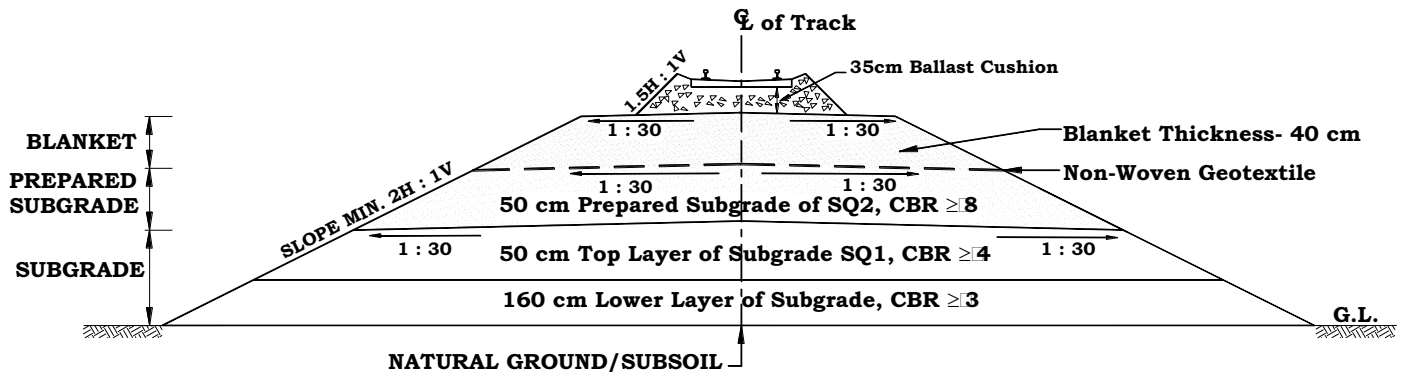 ℄ of Track
35cm Ballast Cushion
1.5H : 1V
1 : 30
1 : 30
BLANKET
Blanket Thickness- 40 cm
Non-Woven Geotextile
PREPARED
SUBGRADE
1 : 30
1 : 30
SLOPE MIN. 2H : 1V
50 cm Prepared Subgrade of SQ2, CBR ≥ 8
1 : 30
1 : 30
50 cm Top Layer of Subgrade SQ1, CBR ≥ 4
SUBGRADE
160 cm Lower Layer of Subgrade, CBR ≥ 3
G.L.
NATURAL GROUND/SUBSOIL